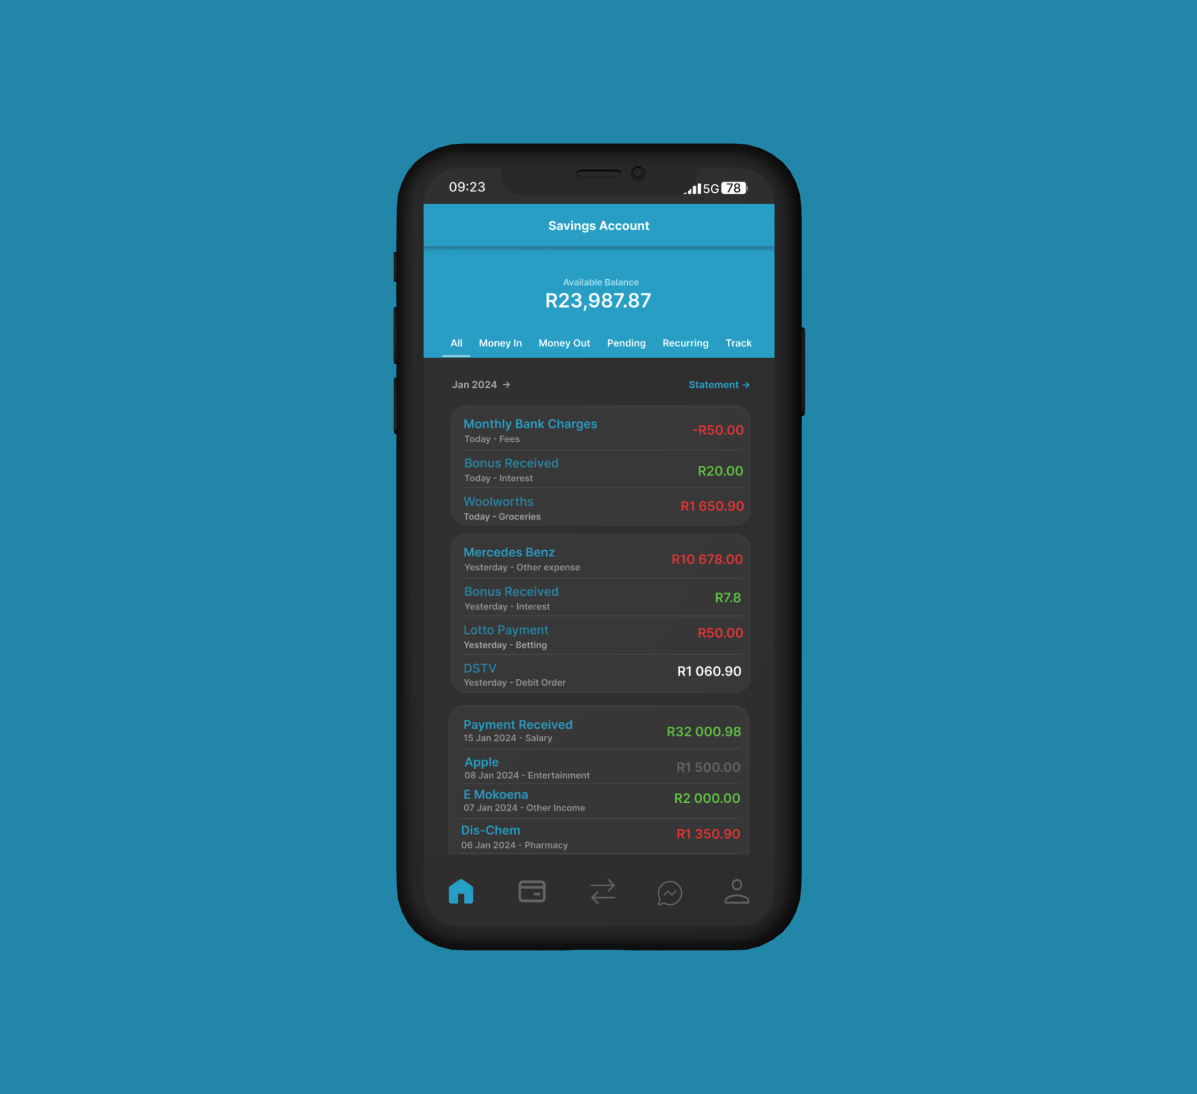 09:23
5G 78
Savings Account
Available Balance
R23,987.87
All Money In Money Out Pending Recurring Track
Jan 2024 → Statement →
Monthly Bank Charges -R50.00
Today - Fees
Bonus Received R20.00
Today - Interest
Woolworths R1 650.90
Today - Groceries
Mercedes Benz R10 678.00
Yesterday - Other expense
Bonus Received R7.8
Yesterday - Interest
Lotto Payment R50.00
Yesterday - Betting
DSTV R1 060.90
Yesterday - Debit Order
Payment Received R32 000.98
15 Jan 2024 - Salary
Apple R1 500.00
08 Jan 2024 - Entertainment
E Mokoena R2 000.00
07 Jan 2024 - Other Income
Dis-Chem R1 350.90
06 Jan 2024 - Pharmacy